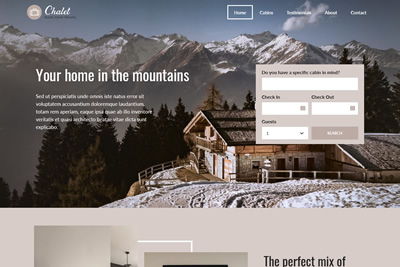 Chalet
Home Cabins Testimonials About Contact
Your home in the mountains
Sed ut perspiciatis unde omnis iste natus error sit
voluptatem accusantium doloremque laudantium,
totam rem aperiam, eaque ipsa quae ab illo inventore
veritatis et quasi architecto beatae vitae dicta sunt
explicabo.
Do you have a specific cabin in mind?
Check In Check Out
Guests
1 SEARCH
The perfect mix of